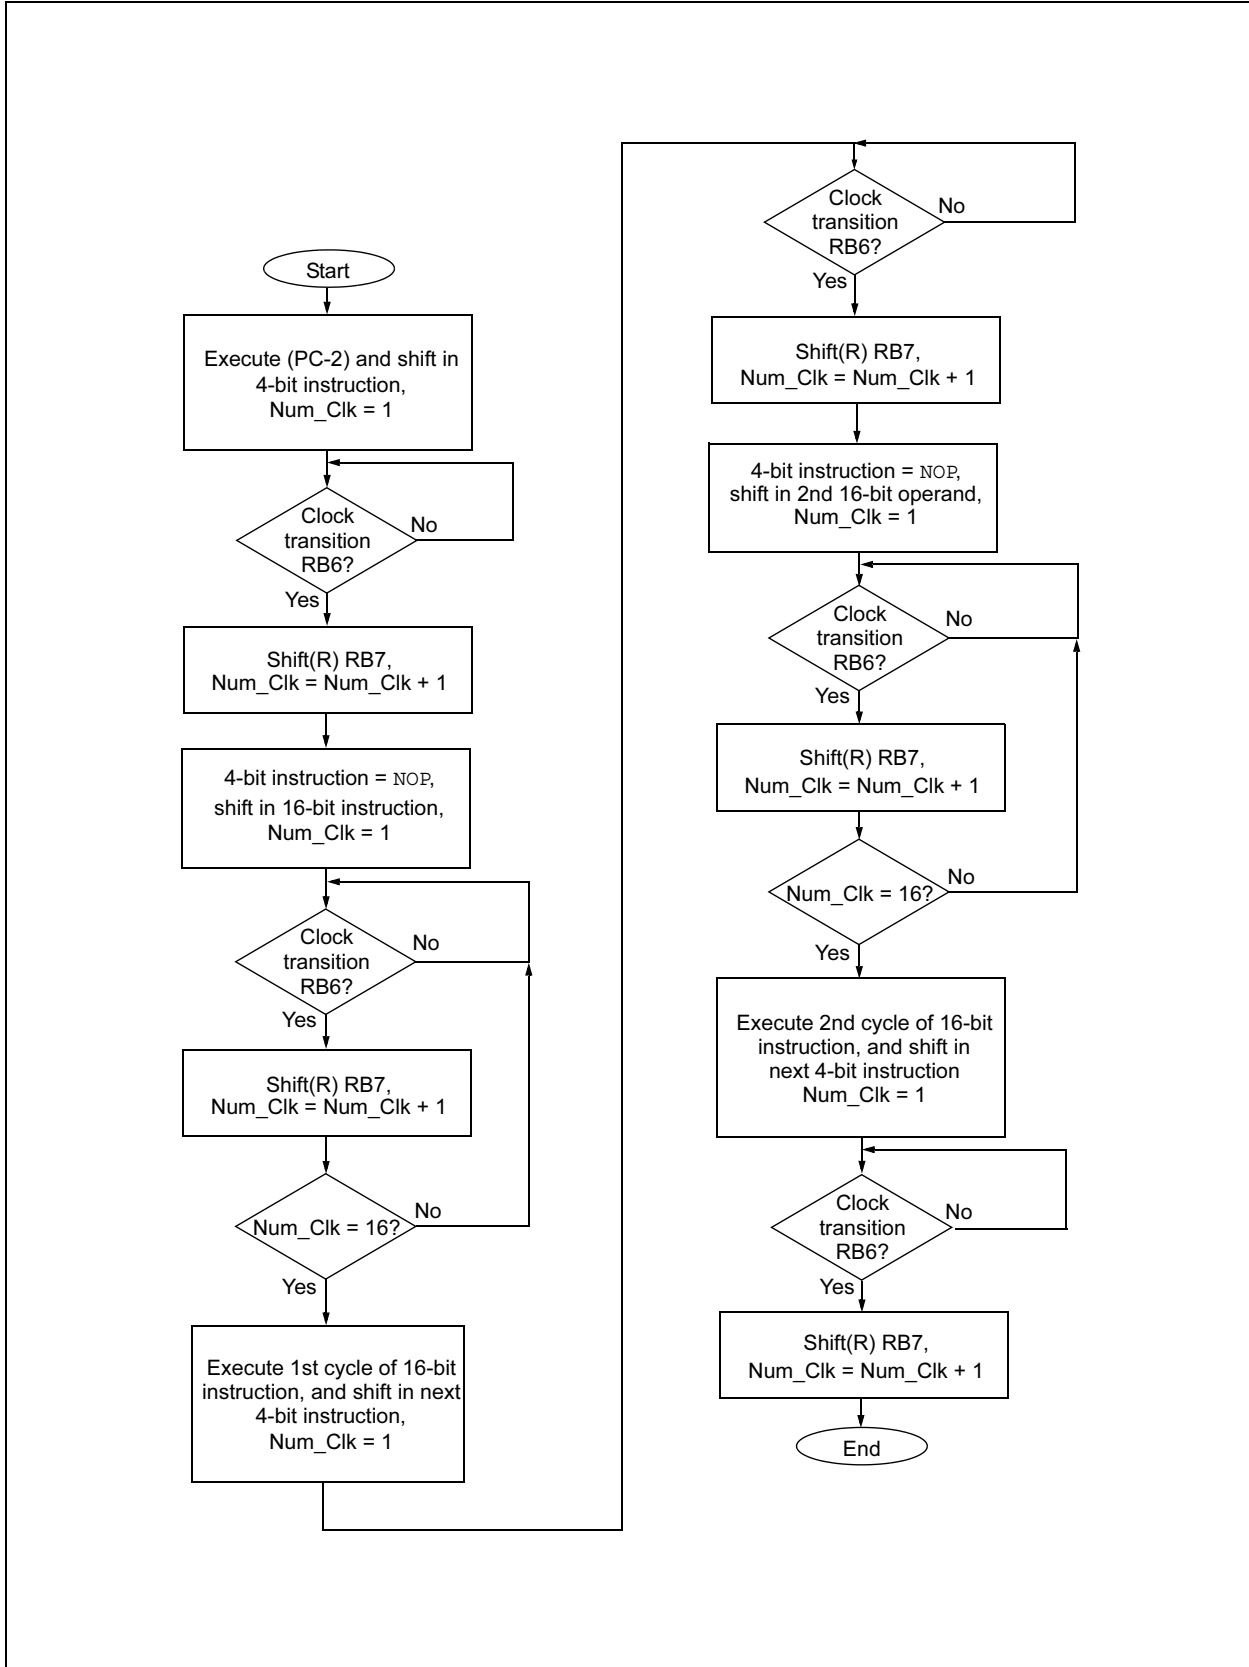 Start
Execute (PC-2) and shift in
4-bit instruction,
Num_Clk = 1
Clock
transition
RB6?
No
Yes
Shift(R) RB7,
Num_Clk = Num_Clk + 1
4-bit instruction = NOP,
shift in 16-bit instruction,
Num_Clk = 1
Clock
transition
RB6?
No
Yes
Shift(R) RB7,
Num_Clk = Num_Clk + 1
Num_Clk = 16?
No
Yes
Execute 1st cycle of 16-bit
instruction, and shift in next
4-bit instruction,
Num_Clk = 1
Clock
transition
RB6?
No
Yes
Shift(R) RB7,
Num_Clk = Num_Clk + 1
4-bit instruction = NOP,
shift in 2nd 16-bit operand,
Num_Clk = 1
Clock
transition
RB6?
No
Yes
Shift(R) RB7,
Num_Clk = Num_Clk + 1
Num_Clk = 16?
No
Yes
Execute 2nd cycle of 16-bit
instruction, and shift in
next 4-bit instruction
Num_Clk = 1
Clock
transition
RB6?
No
Yes
Shift(R) RB7,
Num_Clk = Num_Clk + 1
End